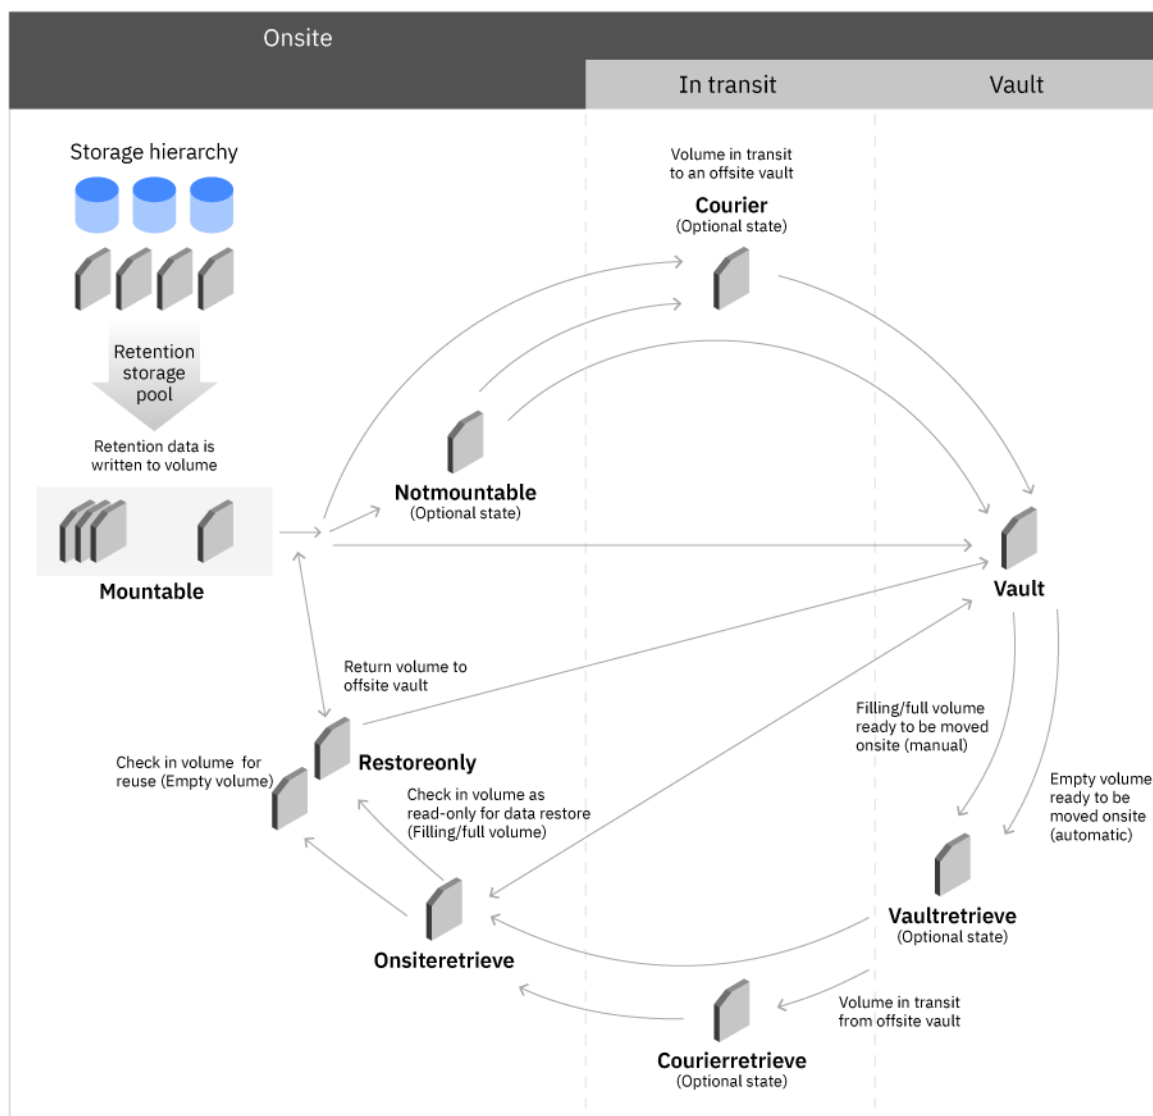 Onsite
In transit
Vault
Storage hierarchy
Retention
storage
pool
Retention data is
written to volume
Mountable
Volume in transit
to an offsite vault
Courier
(Optional state)
Notmountable
(Optional state)
Vault
Return volume to
offsite vault
Restoreonly
Check in volume for
reuse (Empty volume)
Check in volume as
read-only for data restore
(Filling/full volume)
Filling/full volume
ready to be moved
onsite (manual)
Empty volume
ready to be
moved onsite
(automatic)
Onsiteretrieve
Vaultretrieve
(Optional state)
Volume in transit
from offsite vault
Courierretrieve
(Optional state)